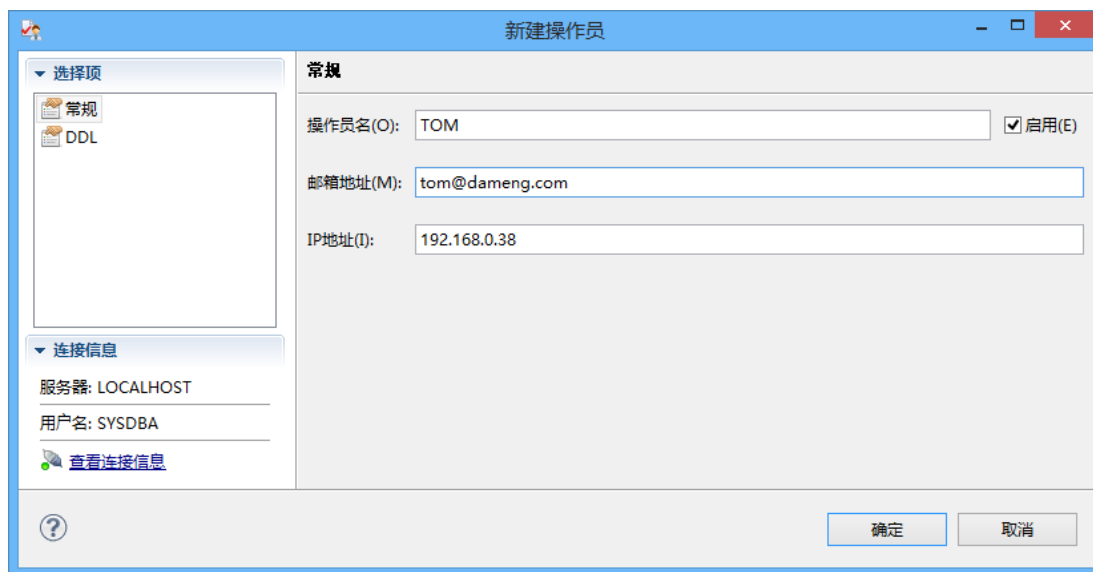 新建操作员
选择项
常规
DDL
连接信息
服务器: LOCALHOST
用户名: SYSDBA
查看连接信息
常规
操作员名(O): TOM 启用(E)
邮箱地址(M): tom@dameng.com
IP地址(I): 192.168.0.38
确定 取消